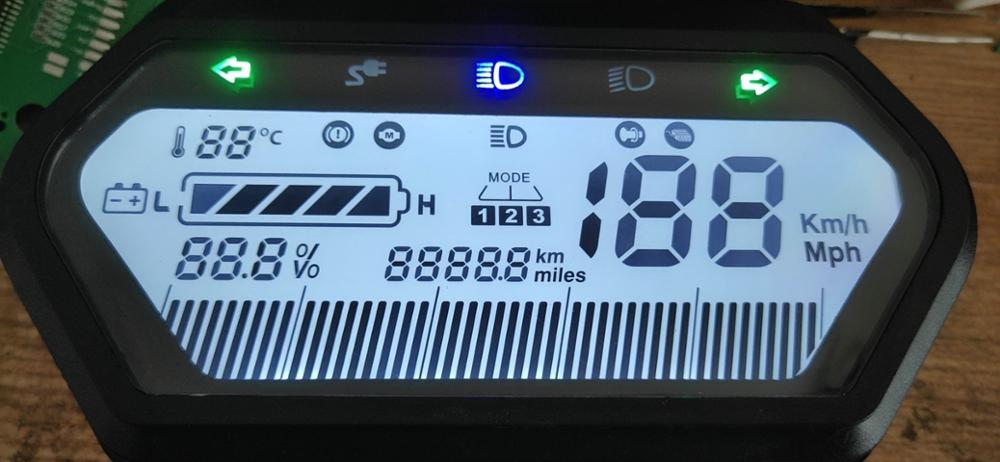 88°C
M
MODE
1 2 3
188
Km/h
Mph
L
H
88.8 % V
8888.8 km
miles